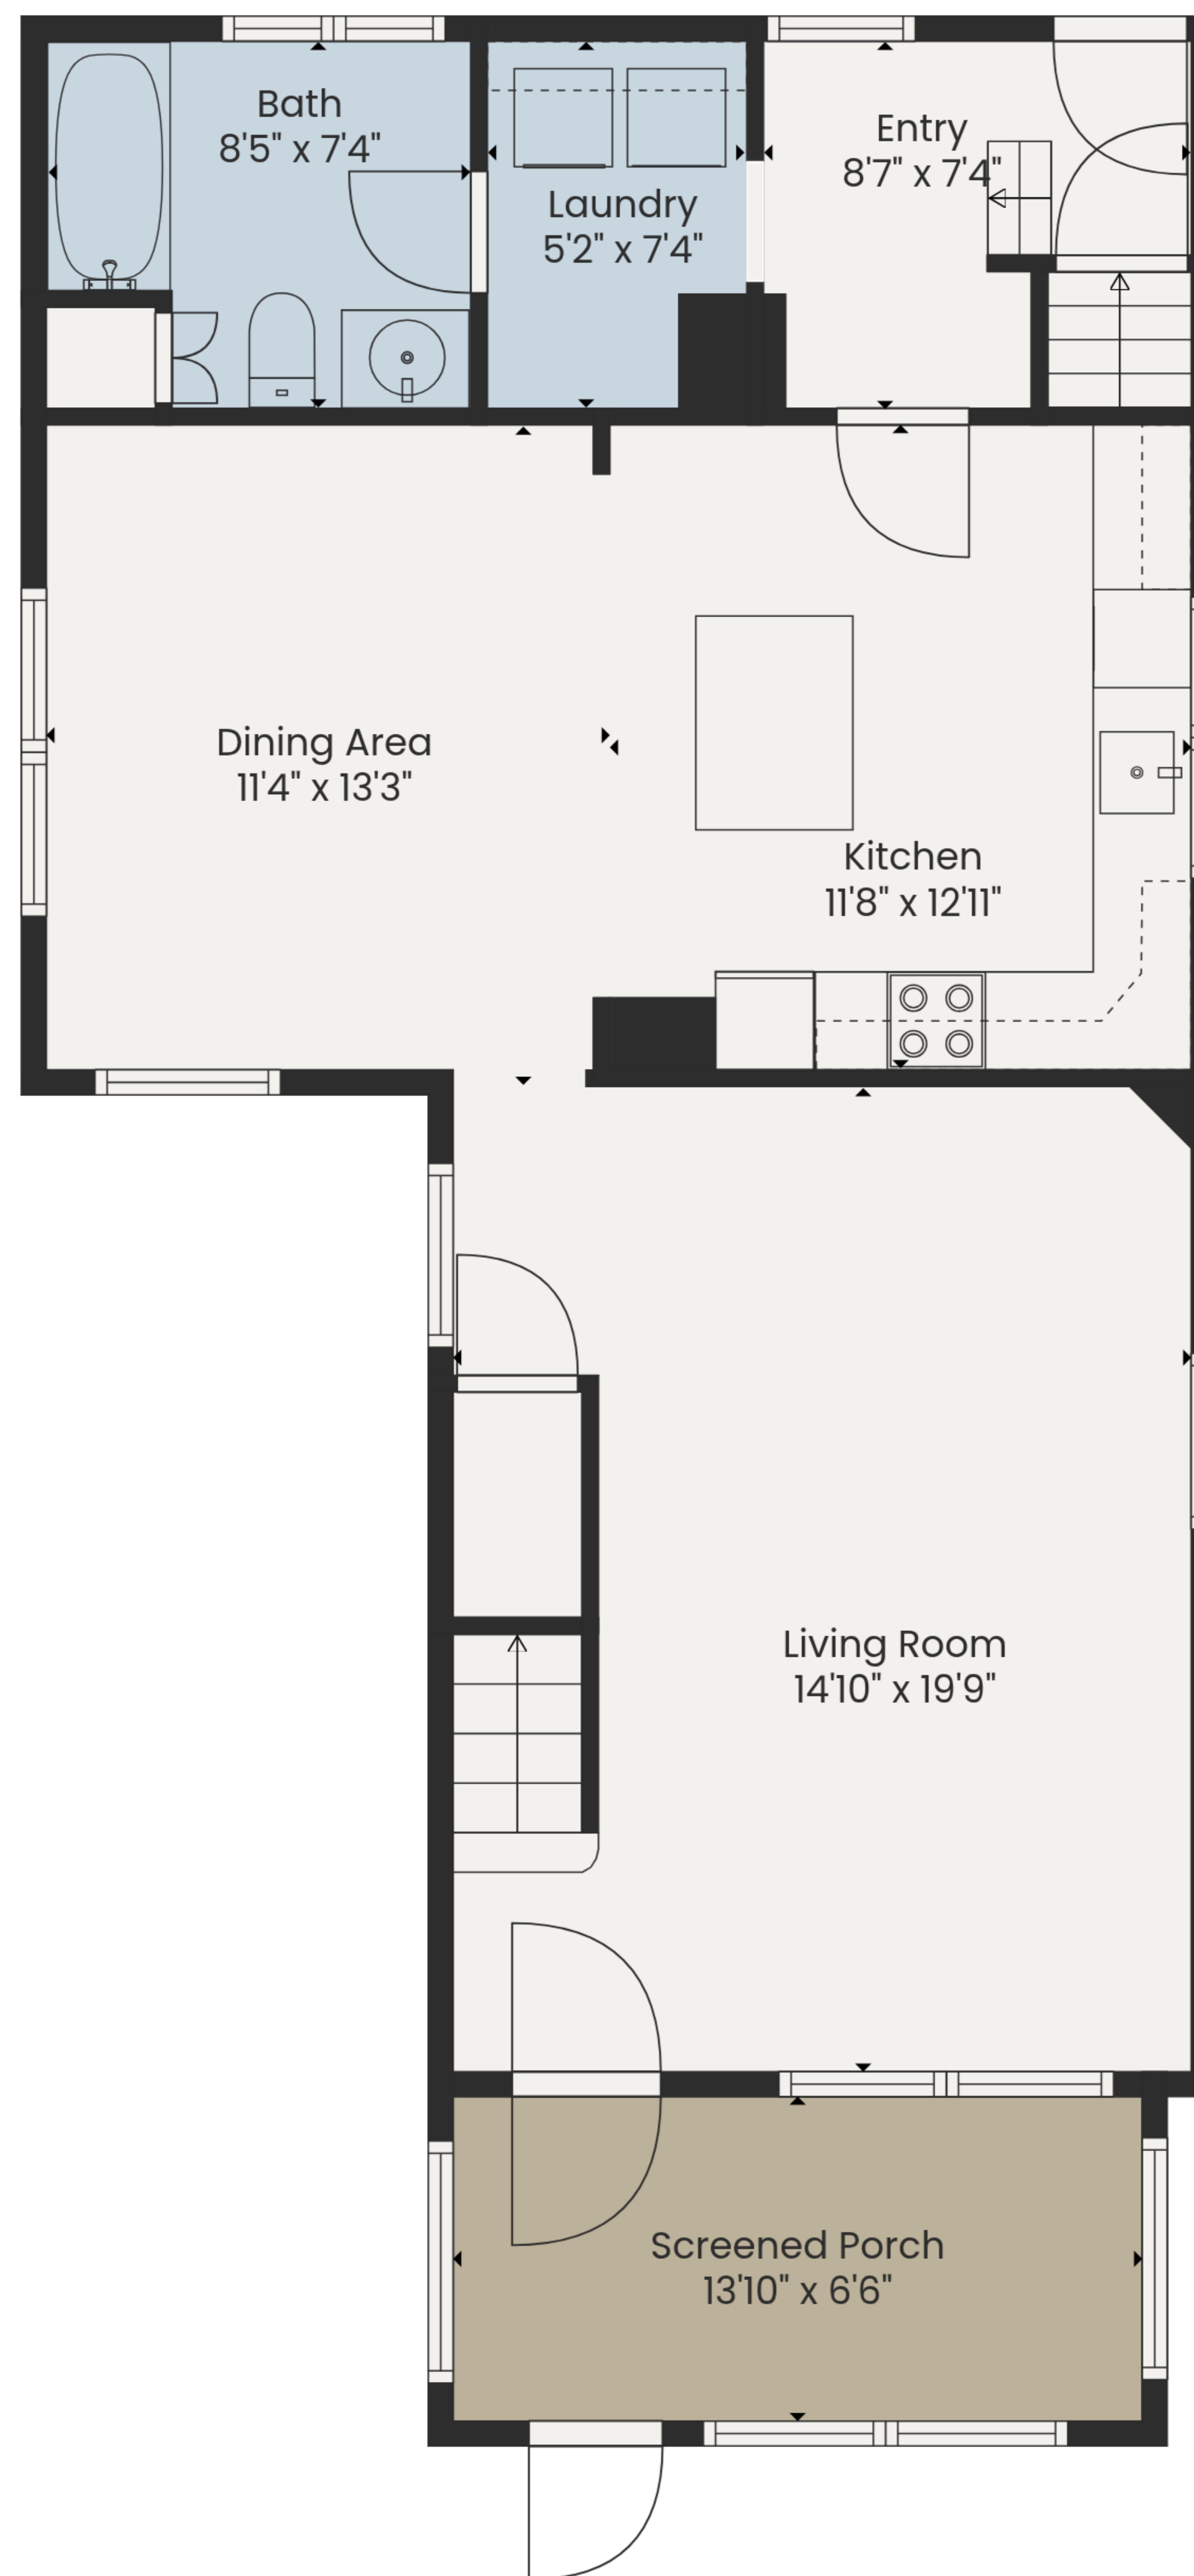 Bath
8'5" x 7'4"
Laundry
5'2" x 7'4"
Entry
8'7" x 7'4"
Dining Area
11'4" x 13'3"
Kitchen
11'8" x 12'11"
Living Room
14'10" x 19'9"
Screened Porch
13'10" x 6'6"